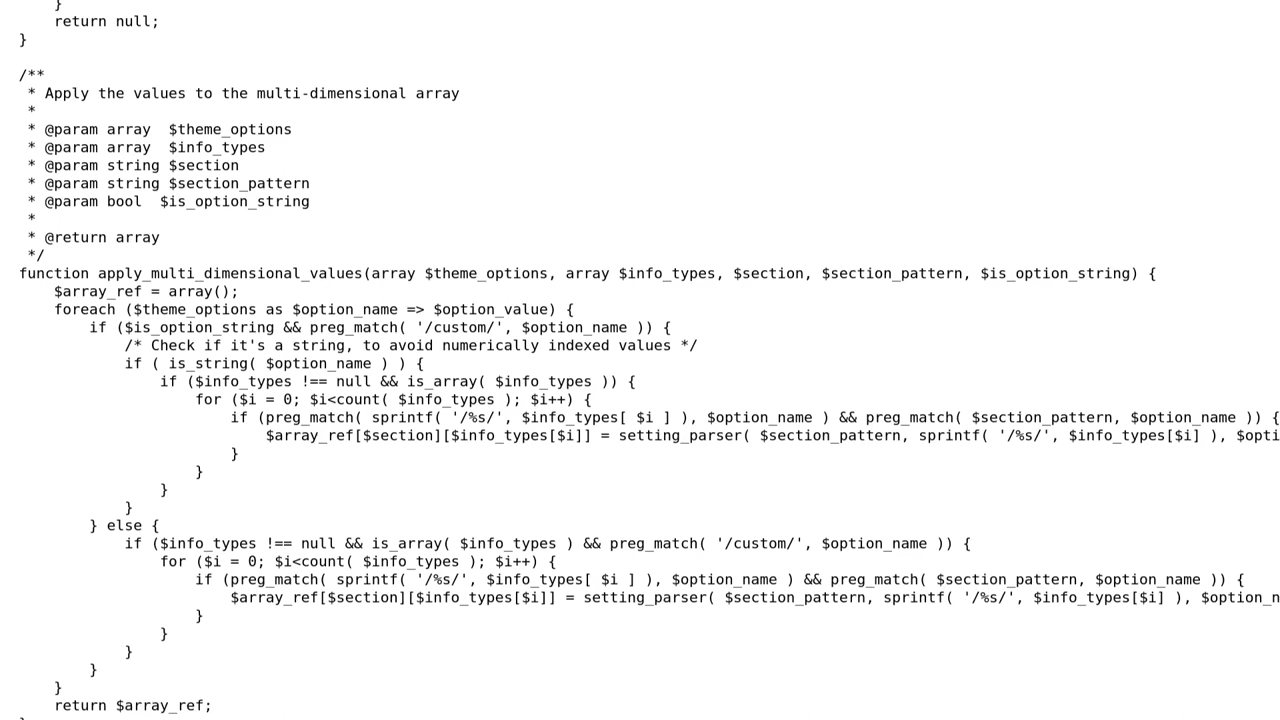 }
    return null;
}

/**
 * Apply the values to the multi-dimensional array
 *
 * @param array  $theme_options
 * @param array  $info_types
 * @param string $section
 * @param string $section_pattern
 * @param bool  $is_option_string
 *
 * @return array
 */
function apply_multi_dimensional_values(array $theme_options, array $info_types, $section, $section_pattern, $is_option_string) {
    $array_ref = array();
    foreach ($theme_options as $option_name => $option_value) {
        if ($is_option_string && preg_match( '/custom/', $option_name )) {
            /* Check if it's a string, to avoid numerically indexed values */
            if ( is_string( $option_name ) ) {
                if ($info_types !== null && is_array( $info_types )) {
                    for ($i = 0; $i<count( $info_types ); $i++) {
                        if (preg_match( sprintf( '/%s/', $info_types[ $i ] ), $option_name ) && preg_match( $section_pattern, $option_name )) {
                            $array_ref[$section][$info_types[$i]] = setting_parser( $section_pattern, sprintf( '/%s/', $info_types[$i] ), $opti
                        }
                    }
                }
            }
        } else {
            if ($info_types !== null && is_array( $info_types ) && preg_match( '/custom/', $option_name )) {
                for ($i = 0; $i<count( $info_types ); $i++) {
                    if (preg_match( sprintf( '/%s/', $info_types[ $i ] ), $option_name ) && preg_match( $section_pattern, $option_name )) {
                        $array_ref[$section][$info_types[$i]] = setting_parser( $section_pattern, sprintf( '/%s/', $info_types[$i] ), $option_n
                    }
                }
            }
        }
    }
    return $array_ref;
}